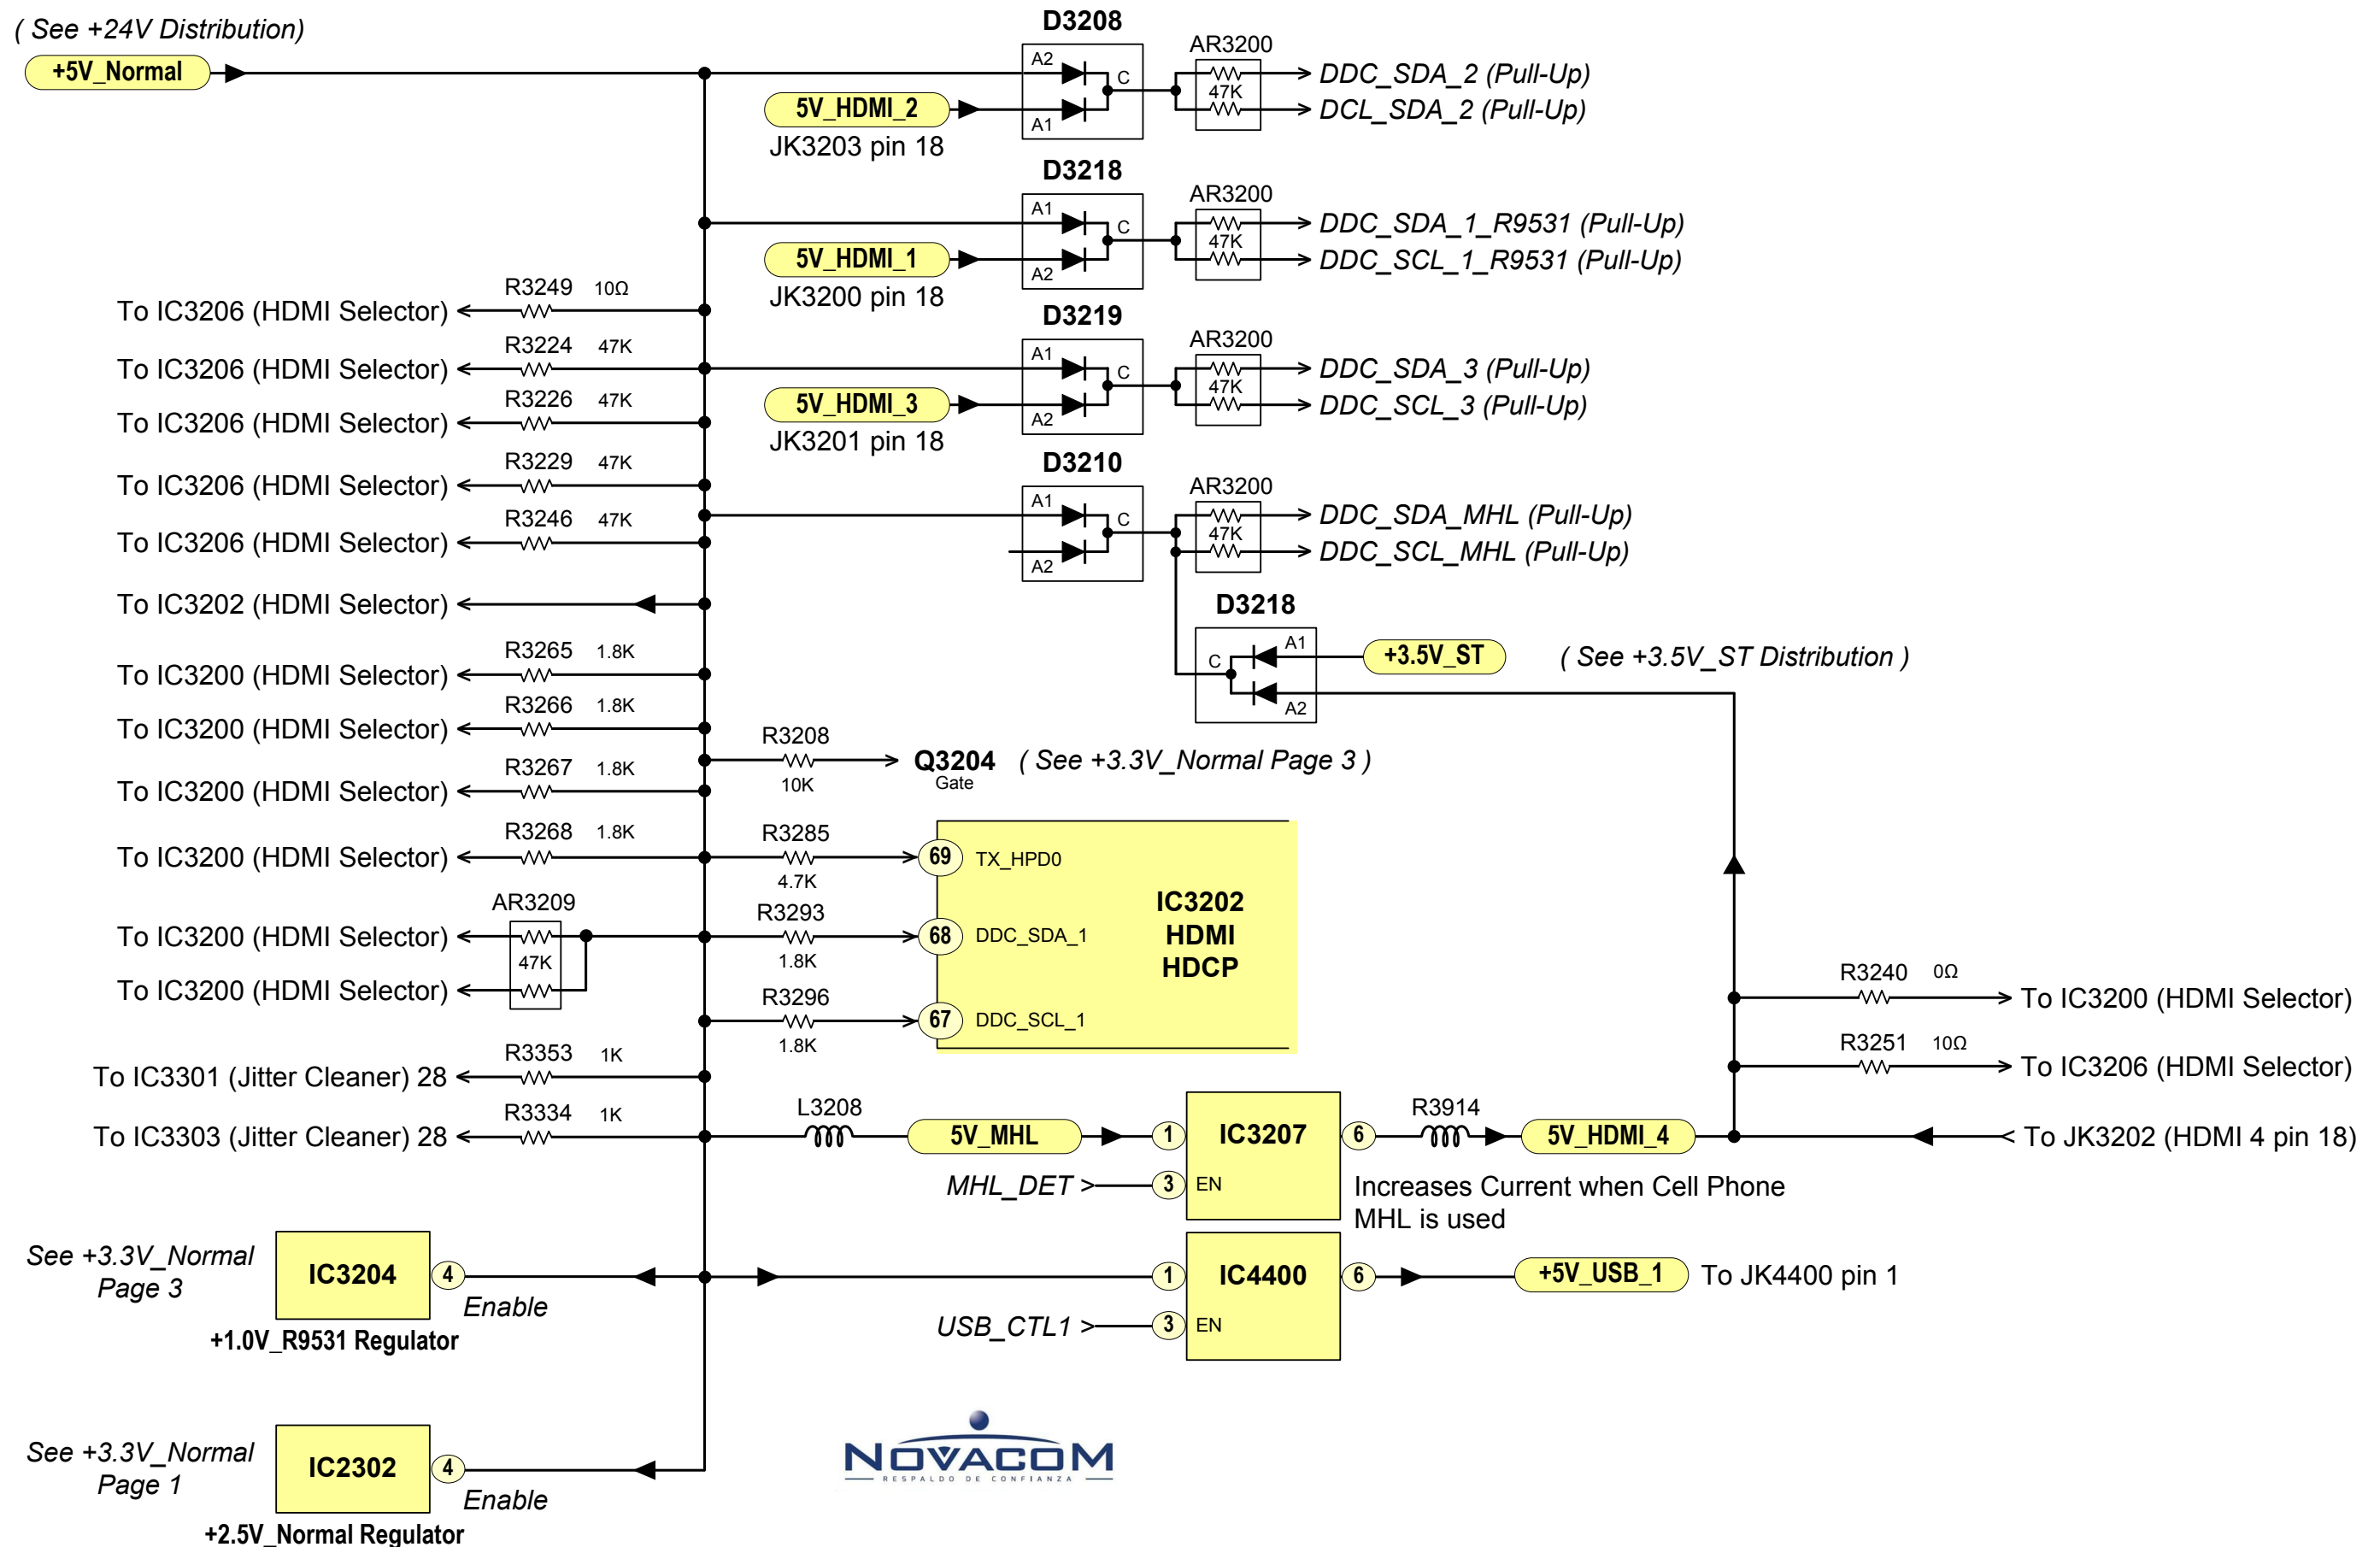 ( See +24V Distribution)
+5V_Normal
D3208
A2
A1
C
AR3200
47K
DDC_SDA_2 (Pull-Up)
DCL_SDA_2 (Pull-Up)
5V_HDMI_2
JK3203 pin 18
D3218
A1
A2
C
AR3200
47K
DDC_SDA_1_R9531 (Pull-Up)
DDC_SCL_1_R9531 (Pull-Up)
5V_HDMI_1
JK3200 pin 18
D3219
A1
A2
C
AR3200
47K
DDC_SDA_3 (Pull-Up)
DDC_SCL_3 (Pull-Up)
5V_HDMI_3
JK3201 pin 18
D3210
A1
A2
C
AR3200
47K
DDC_SDA_MHL (Pull-Up)
DDC_SCL_MHL (Pull-Up)
D3218
C
A1
A2
+3.5V_ST
( See +3.5V_ST Distribution )
R3249 10Ω
To IC3206 (HDMI Selector)
R3224 47K
To IC3206 (HDMI Selector)
R3226 47K
To IC3206 (HDMI Selector)
R3229 47K
To IC3206 (HDMI Selector)
R3246 47K
To IC3206 (HDMI Selector)
To IC3202 (HDMI Selector)
R3265 1.8K
To IC3200 (HDMI Selector)
R3266 1.8K
To IC3200 (HDMI Selector)
R3267 1.8K
To IC3200 (HDMI Selector)
R3268 1.8K
To IC3200 (HDMI Selector)
AR3209
To IC3200 (HDMI Selector)
47K
To IC3200 (HDMI Selector)
R3353 1K
To IC3301 (Jitter Cleaner) 28
R3334 1K
To IC3303 (Jitter Cleaner) 28
R3208
10K
Q3204
Gate
( See +3.3V_Normal Page 3 )
R3285
4.7K
69 TX_HPD0
R3293
1.8K
68 DDC_SDA_1
R3296
1.8K
67 DDC_SCL_1
IC3202
HDMI
HDCP
R3240 0Ω
To IC3200 (HDMI Selector)
R3251 10Ω
To IC3206 (HDMI Selector)
To JK3202 (HDMI 4 pin 18)
L3208
5V_MHL
1
IC3207
6
R3914
5V_HDMI_4
MHL_DET >
3 EN
Increases Current when Cell Phone
MHL is used
See +3.3V_Normal
Page 3
IC3204
4
Enable
+1.0V_R9531 Regulator
1
IC4400
6
+5V_USB_1
To JK4400 pin 1
USB_CTL1 >
3 EN
See +3.3V_Normal
Page 1
IC2302
4
Enable
+2.5V_Normal Regulator
NOVACOM
RESPALDO DE CONFIANZA